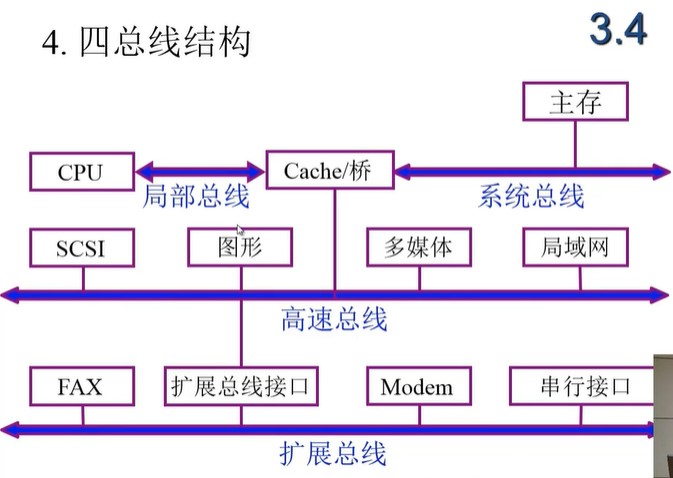 4. 四总线结构
3.4
主存
CPU
Cache/桥
局部总线
系统总线
SCSI
图形
多媒体
局域网
高速总线
FAX
扩展总线接口
Modem
串行接口
扩展总线